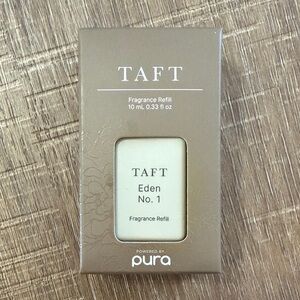 TAFT
Fragrance Refill
10 mL 0.33 fl oz
TAFT
Eden
No. 1
Fragrance Refill
POWERED BY
pura